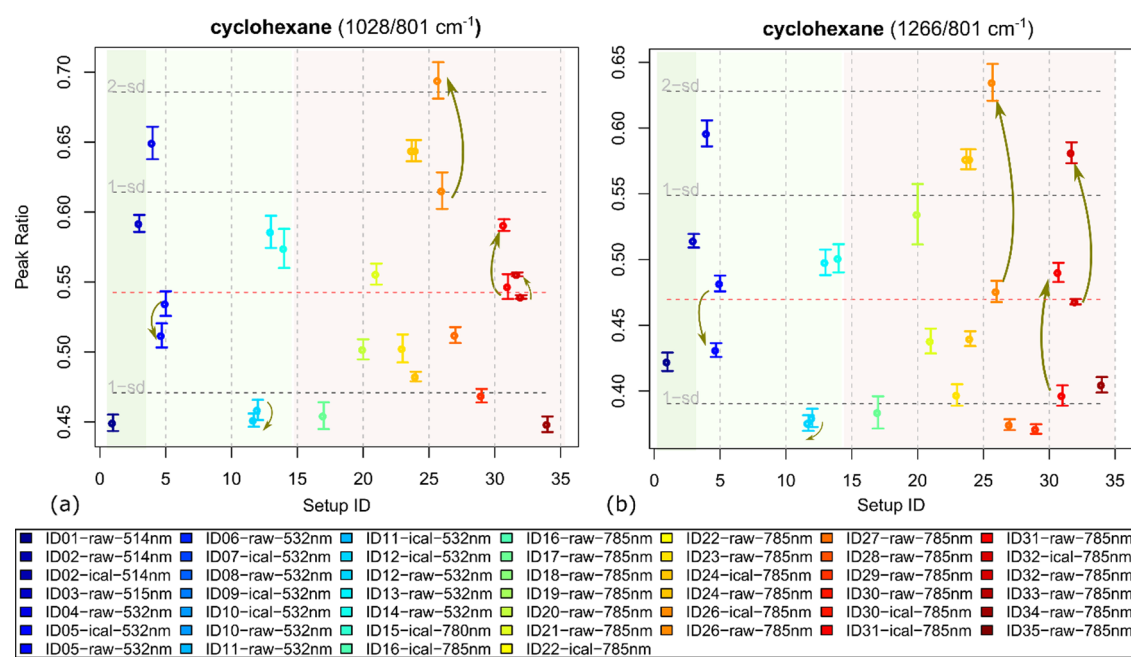 cyclohexane (1028/801 cm-1)
cyclohexane (1266/801 cm-1)
Peak Ratio
0.70
0.65
0.60
0.55
0.50
0.45
2-sd
1-sd
1-sd
0 5 10 15 20 25 30 35
(a)
Setup ID
0.65
0.60
0.55
0.50
0.45
0.40
2-sd
1-sd
1-sd
0 5 10 15 20 25 30 35
(b)
Setup ID
ID01−raw−514nm ID06−raw−532nm ID11−ical−532nm ID16−raw−785nm ID22−raw−785nm ID27−raw−785nm ID31−raw−785nm
ID02−raw−514nm ID07−ical−532nm ID12−ical−532nm ID17−raw−785nm ID23−raw−785nm ID28−raw−785nm ID32−ical−785nm
ID02−ical−514nm ID08−raw−532nm ID12−raw−532nm ID18−raw−785nm ID24−ical−785nm ID29−raw−785nm ID32−raw−785nm
ID03−raw−515nm ID09−ical−532nm ID13−raw−532nm ID19−raw−785nm ID24−raw−785nm ID30−raw−785nm ID33−raw−785nm
ID04−raw−532nm ID10−ical−532nm ID14−raw−532nm ID20−raw−785nm ID26−ical−785nm ID30−ical−785nm ID34−raw−785nm
ID05−ical−532nm ID10−raw−532nm ID15−ical−780nm ID21−raw−785nm ID26−raw−785nm ID31−ical−785nm ID35−raw−785nm
ID05−raw−532nm ID11−raw−532nm ID16−ical−785nm ID22−ical−785nm